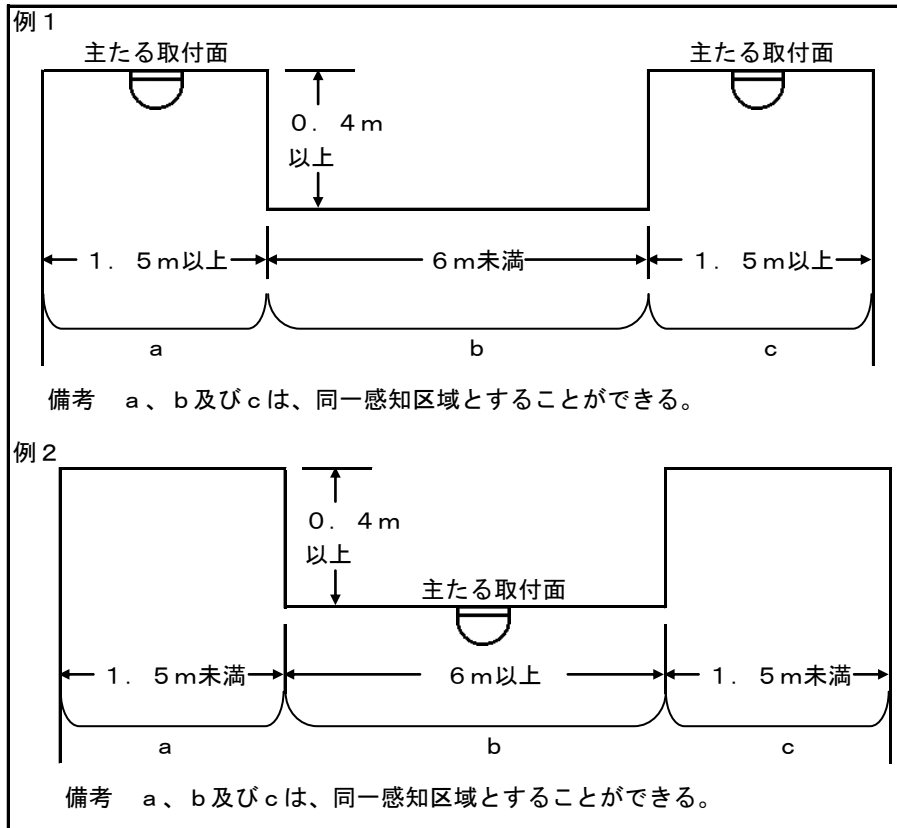 例１
主たる取付面
主たる取付面
０．４ｍ
以上
１．５ｍ以上
６ｍ未満
１．５ｍ以上
ａ
ｂ
ｃ
備考　ａ、ｂ及びｃは、同一感知区域とすることができる。
例２
０．４ｍ
以上
主たる取付面
１．５ｍ未満
６ｍ以上
１．５ｍ未満
ａ
ｂ
ｃ
備考　ａ、ｂ及びｃは、同一感知区域とすることができる。